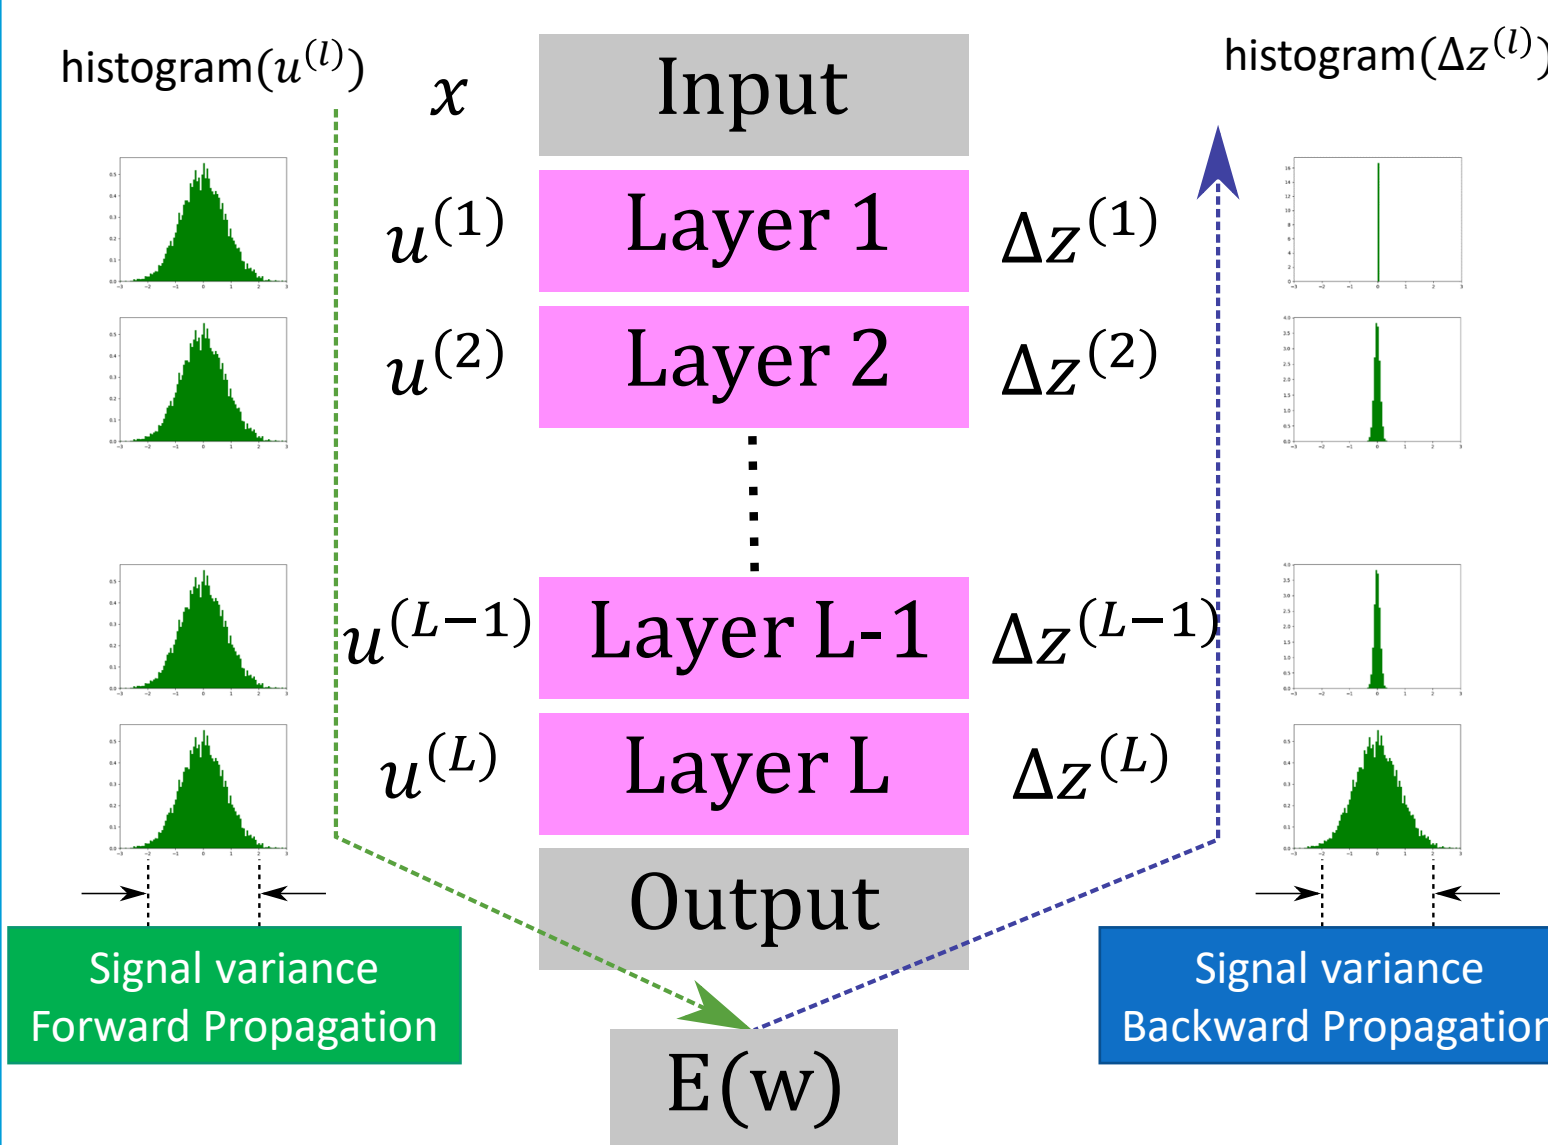 histogram(u^(l))
x
Input
histogram(Δz^(l))
u^(1)
Layer 1
Δz^(1)
u^(2)
Layer 2
Δz^(2)
u^(L−1)
Layer L-1
Δz^(L−1)
u^(L)
Layer L
Δz^(L)
Output
Signal variance
Forward Propagation
Signal variance
Backward Propagation
E(w)